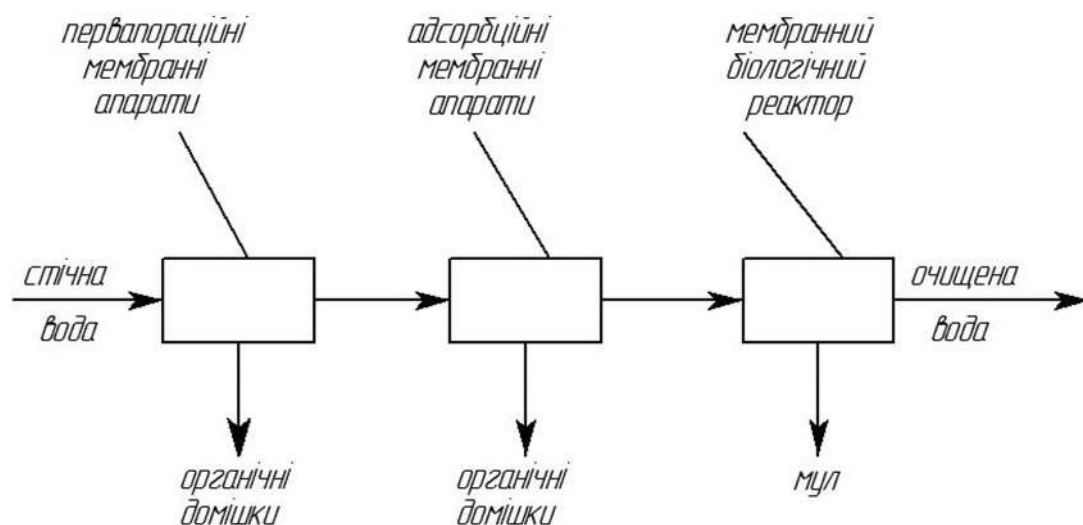 первапораційні
мембранні
апарати
адсорбційні
мембранні
апарати
мембранний
біологічний
реактор
стічна
вода
очищена
вода
органічні
домішки
органічні
домішки
мул